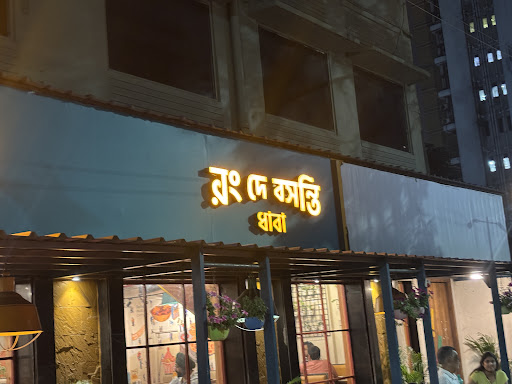 রং দে বসন্তি
ধাবা